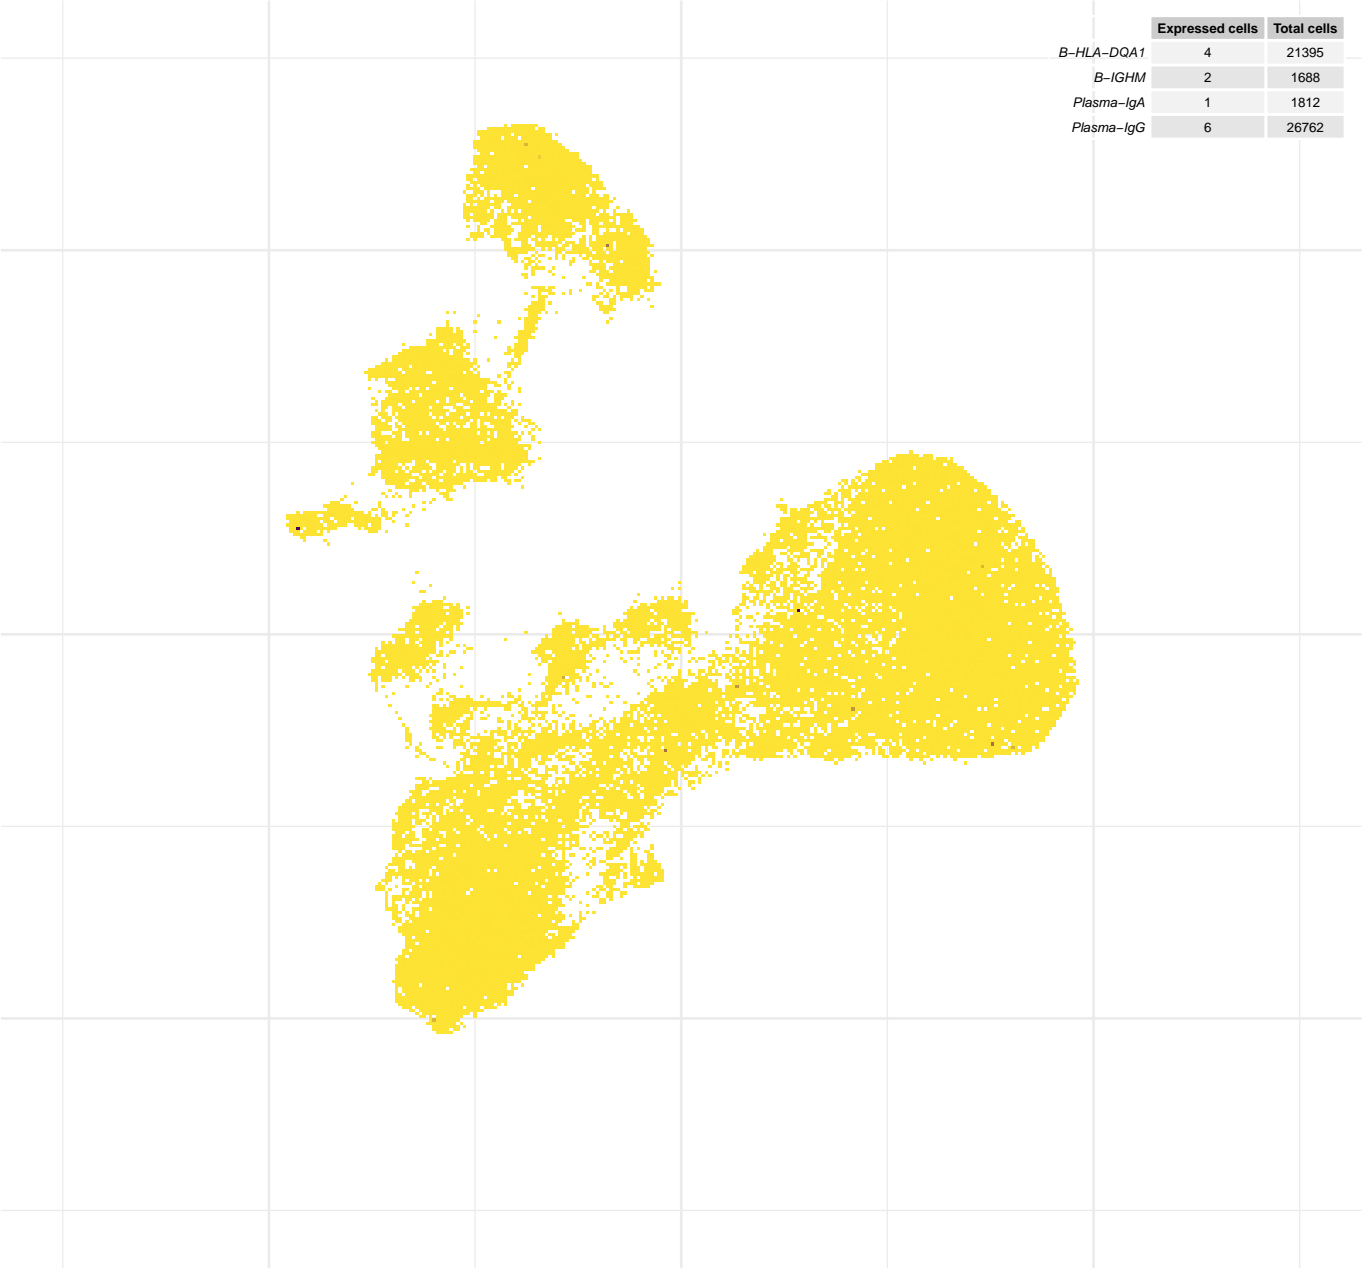 Expressed cells Total cells
B−HLA−DQA1 4 21395
B−IGHM 2 1688
Plasma−IgA 1 1812
Plasma−IgG 6 26762